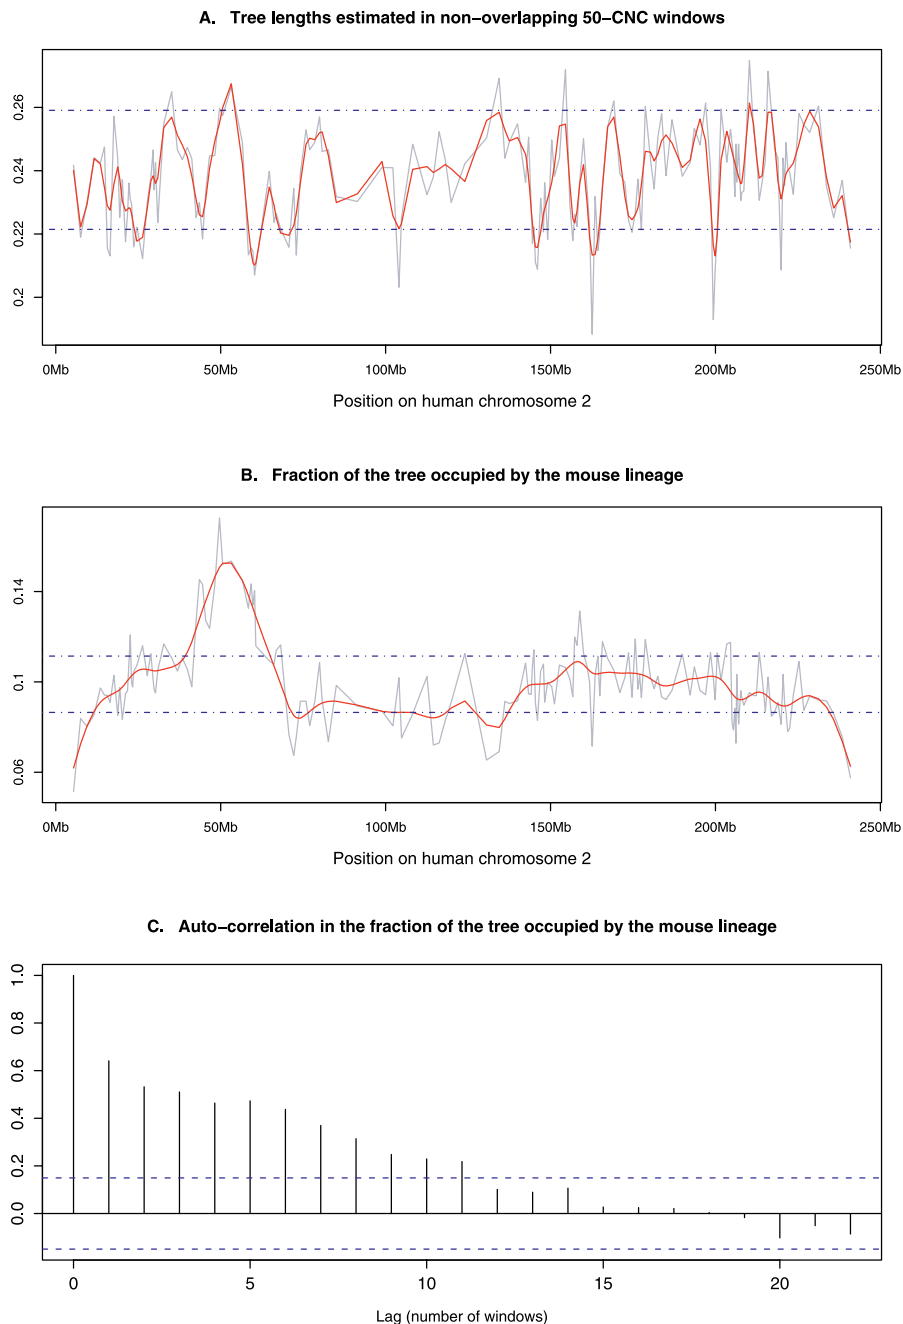 A. Tree lengths estimated in non−overlapping 50−CNC windows
0.26
0.24
0.22
0.2
0Mb 50Mb 100Mb 150Mb 200Mb 250Mb
Position on human chromosome 2
B. Fraction of the tree occupied by the mouse lineage
0.14
0.1
0.06
0Mb 50Mb 100Mb 150Mb 200Mb 250Mb
Position on human chromosome 2
C. Auto−correlation in the fraction of the tree occupied by the mouse lineage
1.0
0.8
0.6
0.4
0.2
0.0
0 5 10 15 20
Lag (number of windows)